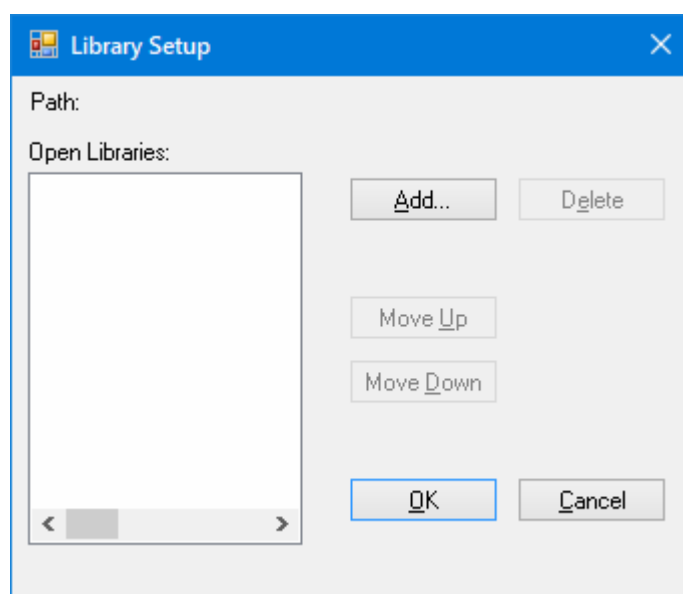 Library Setup
Path:
Open Libraries:
Add... Delete
Move Up
Move Down
OK Cancel